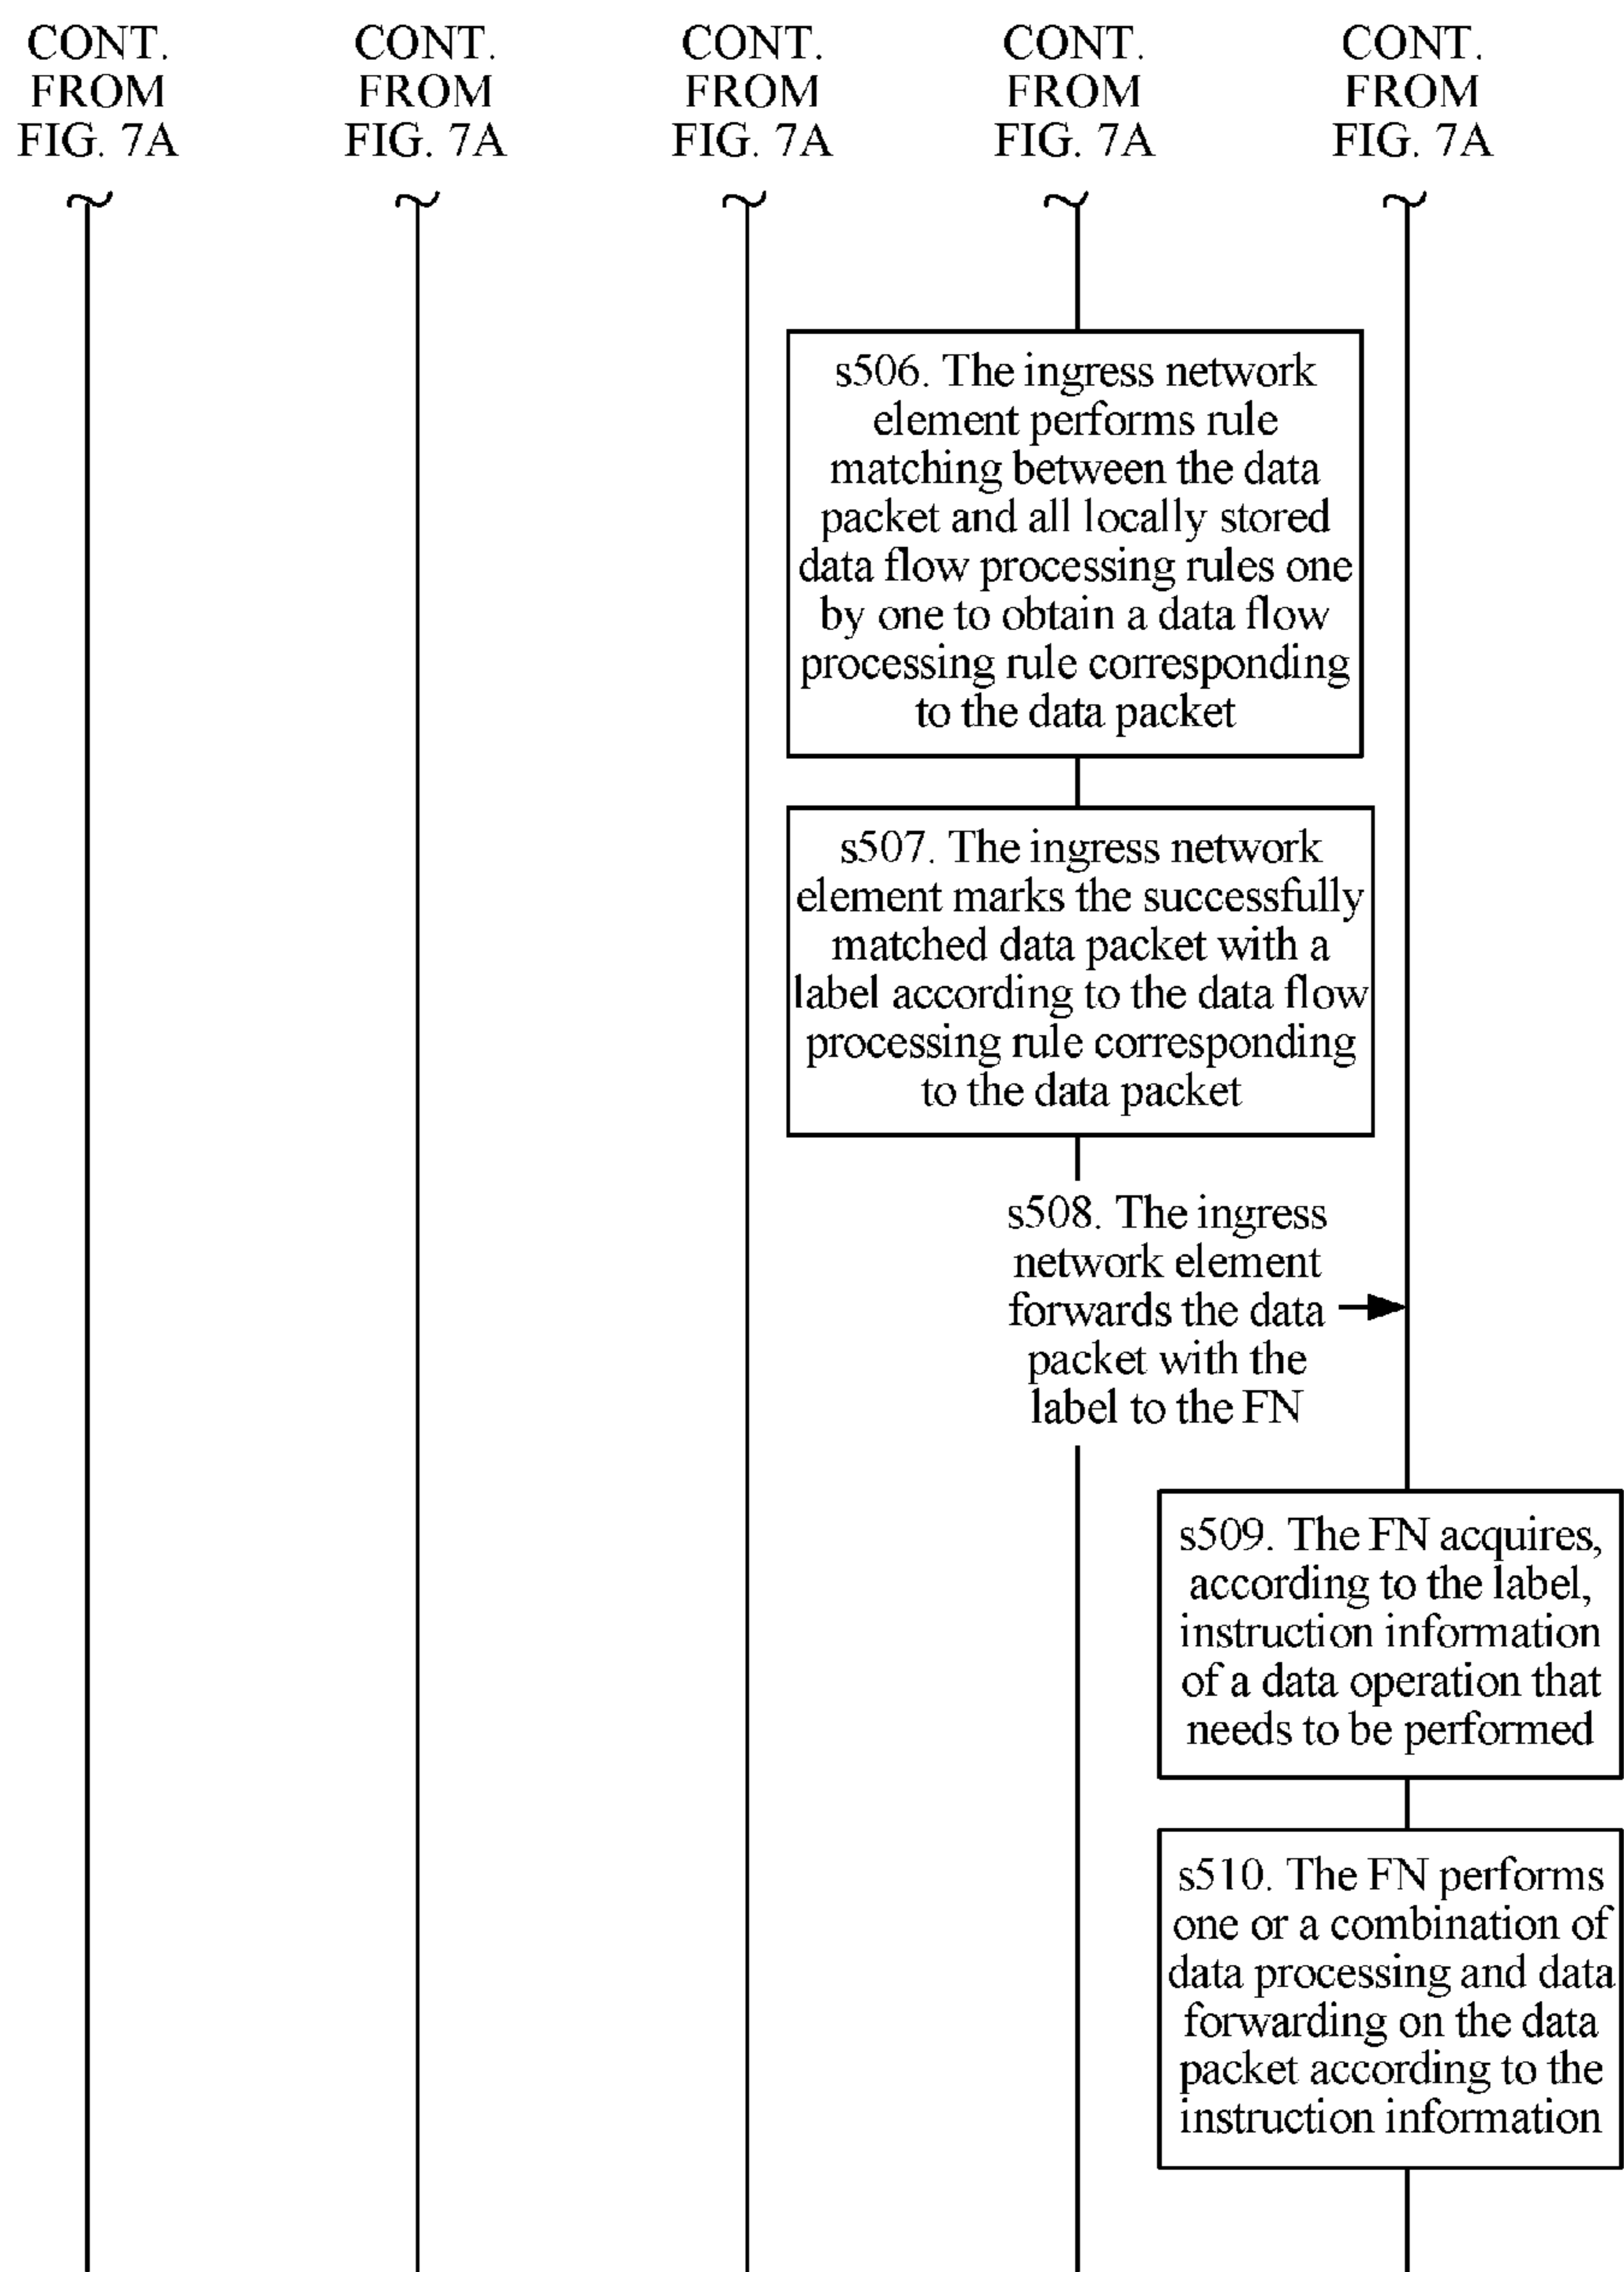 CONT.
FROM
FIG. 7A
CONT.
FROM
FIG. 7A
CONT.
FROM
FIG. 7A
CONT.
FROM
FIG. 7A
CONT.
FROM
FIG. 7A
s506. The ingress network
element performs rule
matching between the data
packet and all locally stored
data flow processing rules one
by one to obtain a data flow
processing rule corresponding
to the data packet
s507. The ingress network
element marks the successfully
matched data packet with a
label according to the data flow
processing rule corresponding
to the data packet
s508. The ingress
network element
forwards the data
packet with the
label to the FN
s509. The FN acquires,
according to the label,
instruction information
of a data operation that
needs to be performed
s510. The FN performs
one or a combination of
data processing and data
forwarding on the data
packet according to the
instruction information